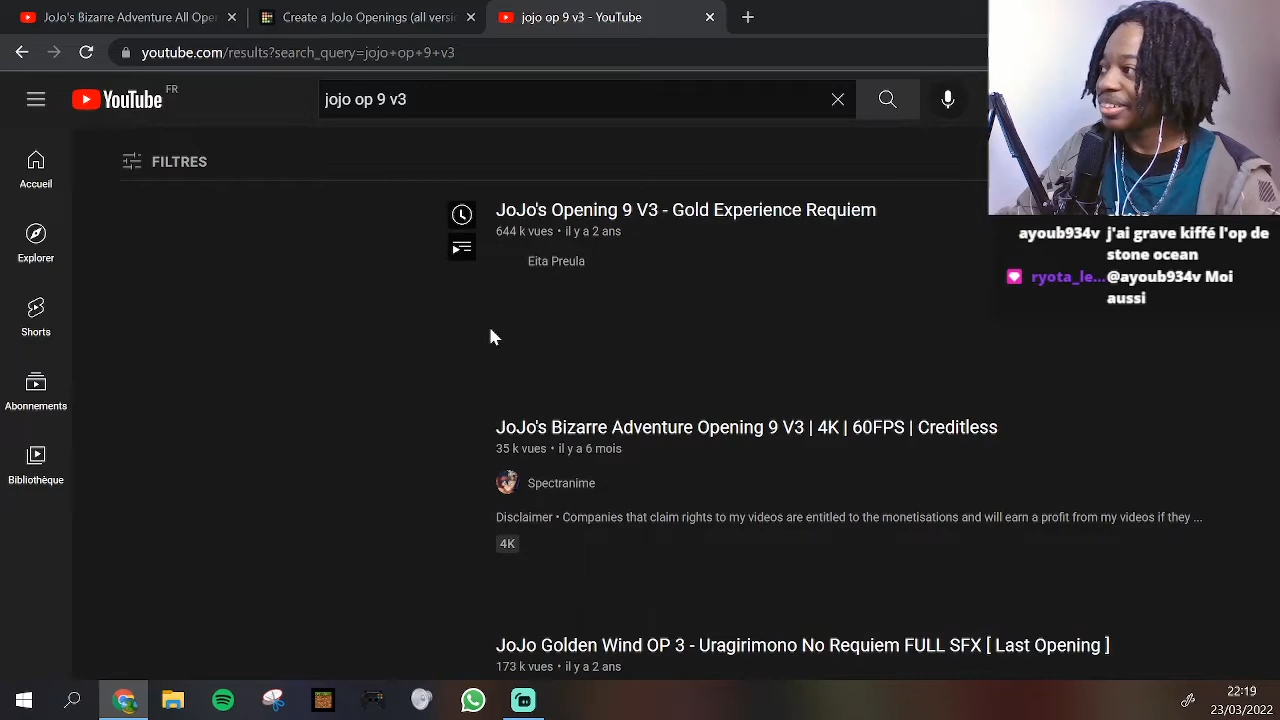 JoJo's Bizarre Adventure All Ope
Create a JoJo Openings (all versi
jojo op 9 v3 - YouTube
youtube.com/results?search_query=jojo+op+9+v3
YouTube FR
jojo op 9 v3
FILTRES
Accueil
Explorer
Shorts
Abonnements
Bibliothèque
JoJo's Opening 9 V3 - Gold Experience Requiem
644 k vues • il y a 2 ans
Eita Preula
JoJo's Bizarre Adventure Opening 9 V3 | 4K | 60FPS | Creditless
35 k vues • il y a 6 mois
Spectranime
Disclaimer • Companies that claim rights to my videos are entitled to the monetisations and will earn a profit from my videos if they ...
4K
JoJo Golden Wind OP 3 - Uragirimono No Requiem FULL SFX [ Last Opening ]
173 k vues • il y a 2 ans
ayoub934v j'ai grave kiffé l'op de
stone ocean
ryota_le... @ayoub934v Moi
aussi
22:19
23/03/2022